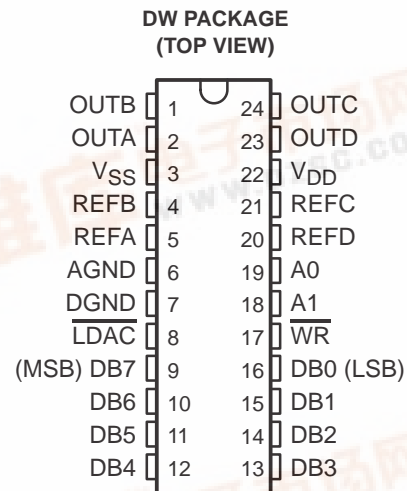 DW PACKAGE
(TOP VIEW)
OUTB 1 24 OUTC
OUTA 2 23 OUTD
VSS 3 22 VDD
REFB 4 21 REFC
REFA 5 20 REFD
AGND 6 19 A0
DGND 7 18 A1
LDAC 8 17 WR
(MSB) DB7 9 16 DB0 (LSB)
DB6 10 15 DB1
DB5 11 14 DB2
DB4 12 13 DB3